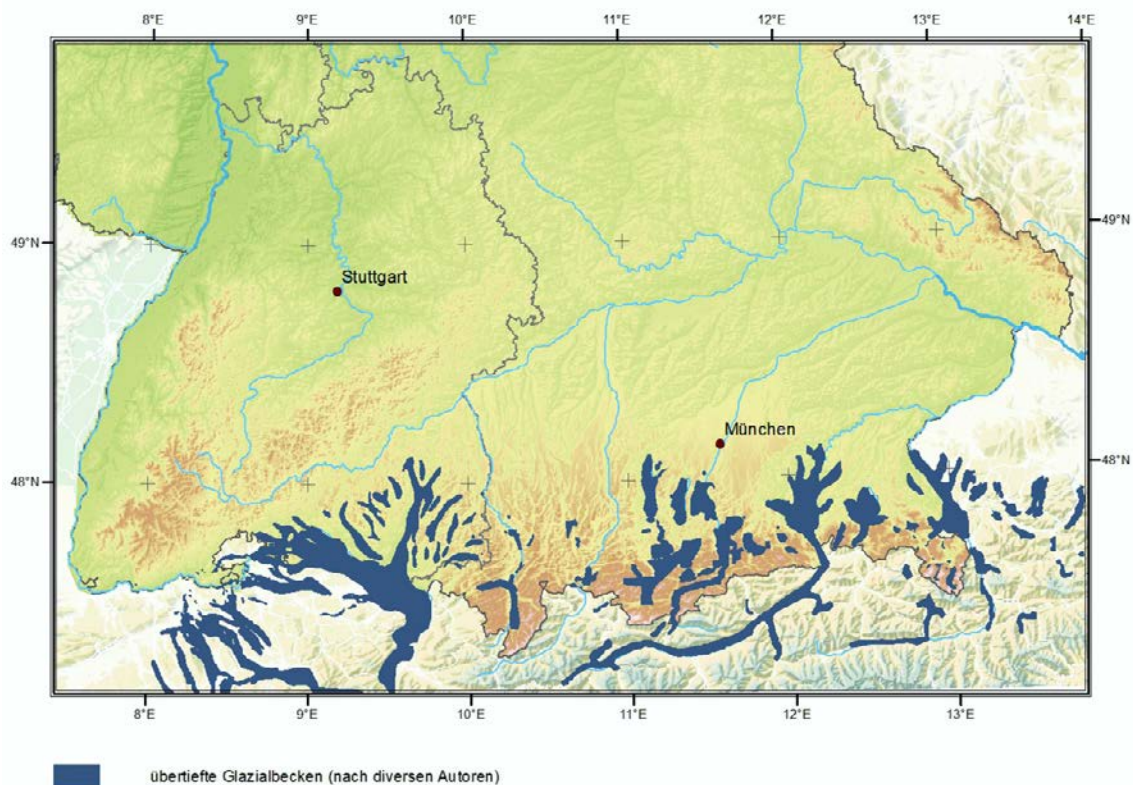 8°E 9°E 10°E 11°E 12°E 13°E 14°E
49°N 49°N
Stuttgart
München
48°N 48°N
8°E 9°E 10°E 11°E 12°E 13°E
übertiefte Glazialbecken (nach diversen Autoren)